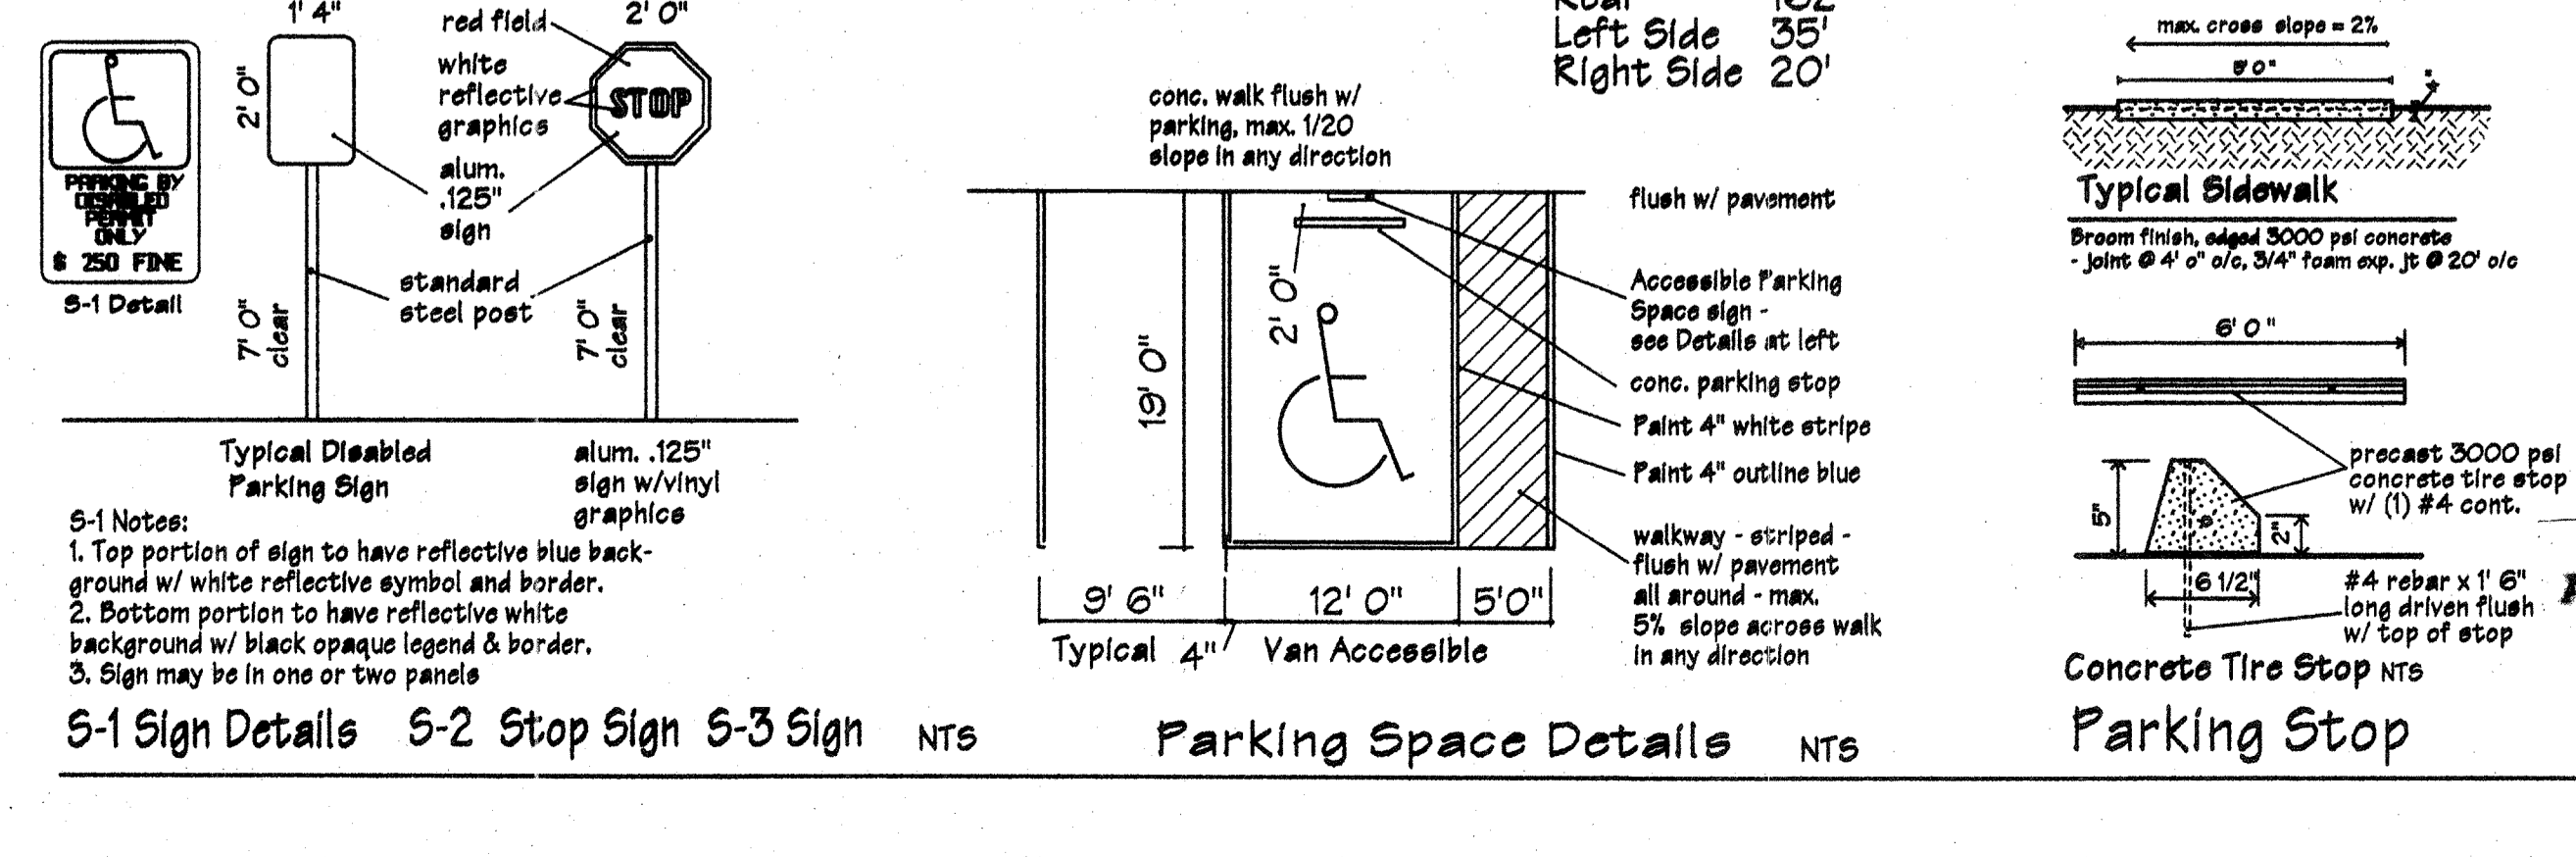 1' 4"
2' 0"
PARKING BY
DISABLED
PERMIT
ONLY
$ 250 FINE
S-1 Detail
red field
white
reflective
graphics
alum.
.125"
sign
standard
steel post
2' 0"
STOP
7' 0"
clear
7' 0"
clear
Typical Disabled
Parking Sign
alum. .125"
sign w/vinyl
graphics
S-1 Notes:
1. Top portion of sign to have reflective blue back-
ground w/ white reflective symbol and border.
2. Bottom portion to have reflective white
background w/ black opaque legend & border.
3. Sign may be in one or two panels
S-1 Sign Details S-2 Stop Sign S-3 Sign NTS
Left Side 35'
Right Side 20'
conc. walk flush w/
parking, max. 1/20
slope in any direction
2' 0"
19' 0"
flush w/ pavement
Accessible Parking
Space sign -
see Details at left
conc. parking stop
Paint 4" white stripe
Paint 4" outline blue
walkway - striped -
flush w/ pavement
all around - max.
5% slope across walk
in any direction
9' 6" 12' 0" 5'0"
Typical 4" Van Accessible
Parking Space Details NTS
max. cross slope = 2%
Typical Sidewalk
Broom finish, edged 3000 psi concrete
- joint @ 4' o" o/c, 3/4" foam exp. jt @ 20' o/c
6' 0"
precast 3000 psi
concrete tire stop
w/ (1) #4 cont.
5"
2"
6 1/2"
#4 rebar x 1' 6"
long driven flush
w/ top of stop
Concrete Tire Stop NTS
Parking Stop